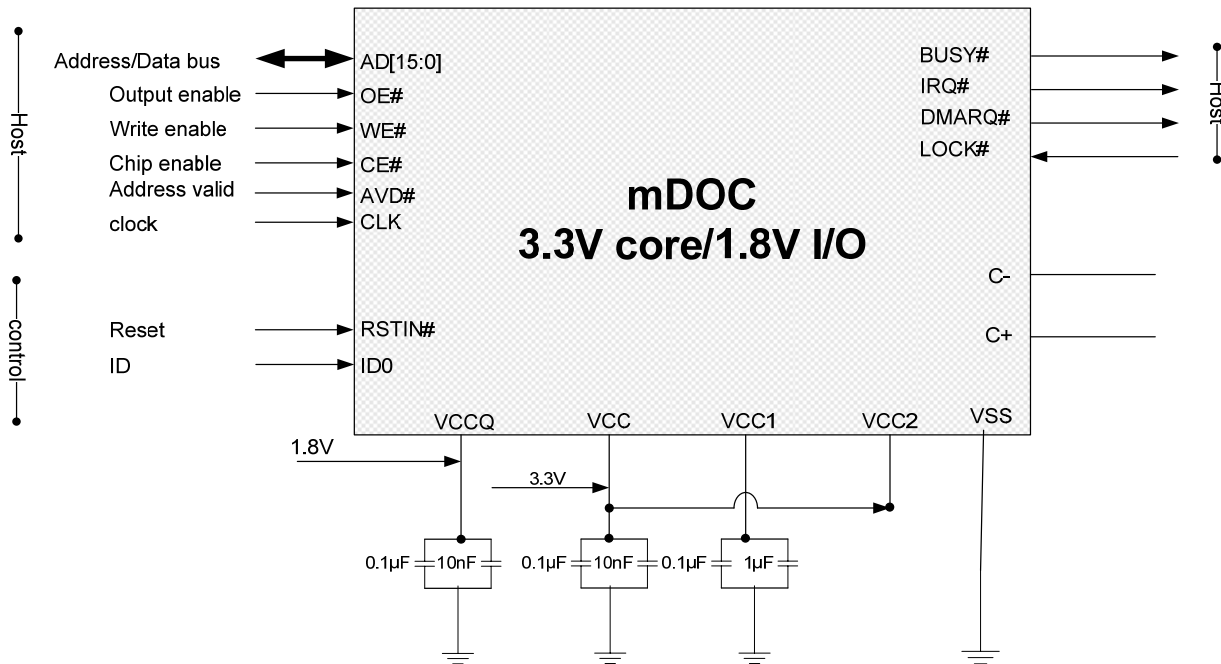 Host
Address/Data bus
Output enable
Write enable
Chip enable
Address valid
clock
AD[15:0]
OE#
WE#
CE#
AVD#
CLK
control
Reset
ID
RSTIN#
ID0
mDOC
3.3V core/1.8V I/O
BUSY#
IRQ#
DMARQ#
LOCK#
Host
C-
C+
VCCQ
VCC
VCC1
VCC2
VSS
1.8V
3.3V
0.1µF
10nF
0.1µF
10nF
0.1µF
1µF